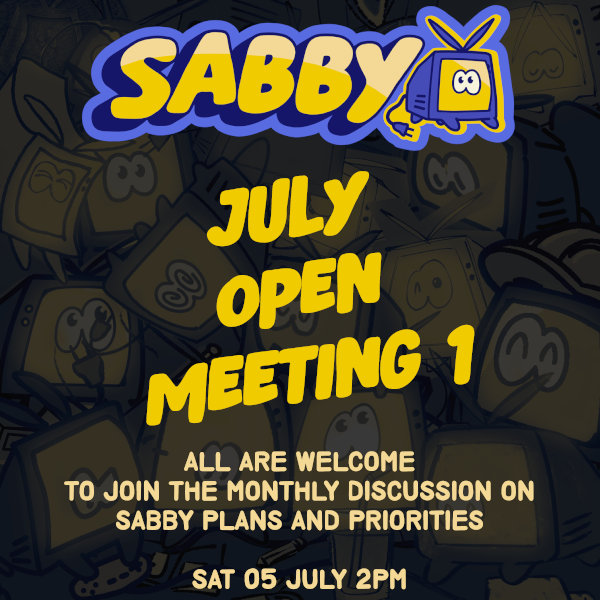 SABBY
JULY
OPEN
MEETING 1
ALL ARE WELCOME
TO JOIN THE MONTHLY DISCUSSION ON
SABBY PLANS AND PRIORITIES
SAT 05 JULY 2PM